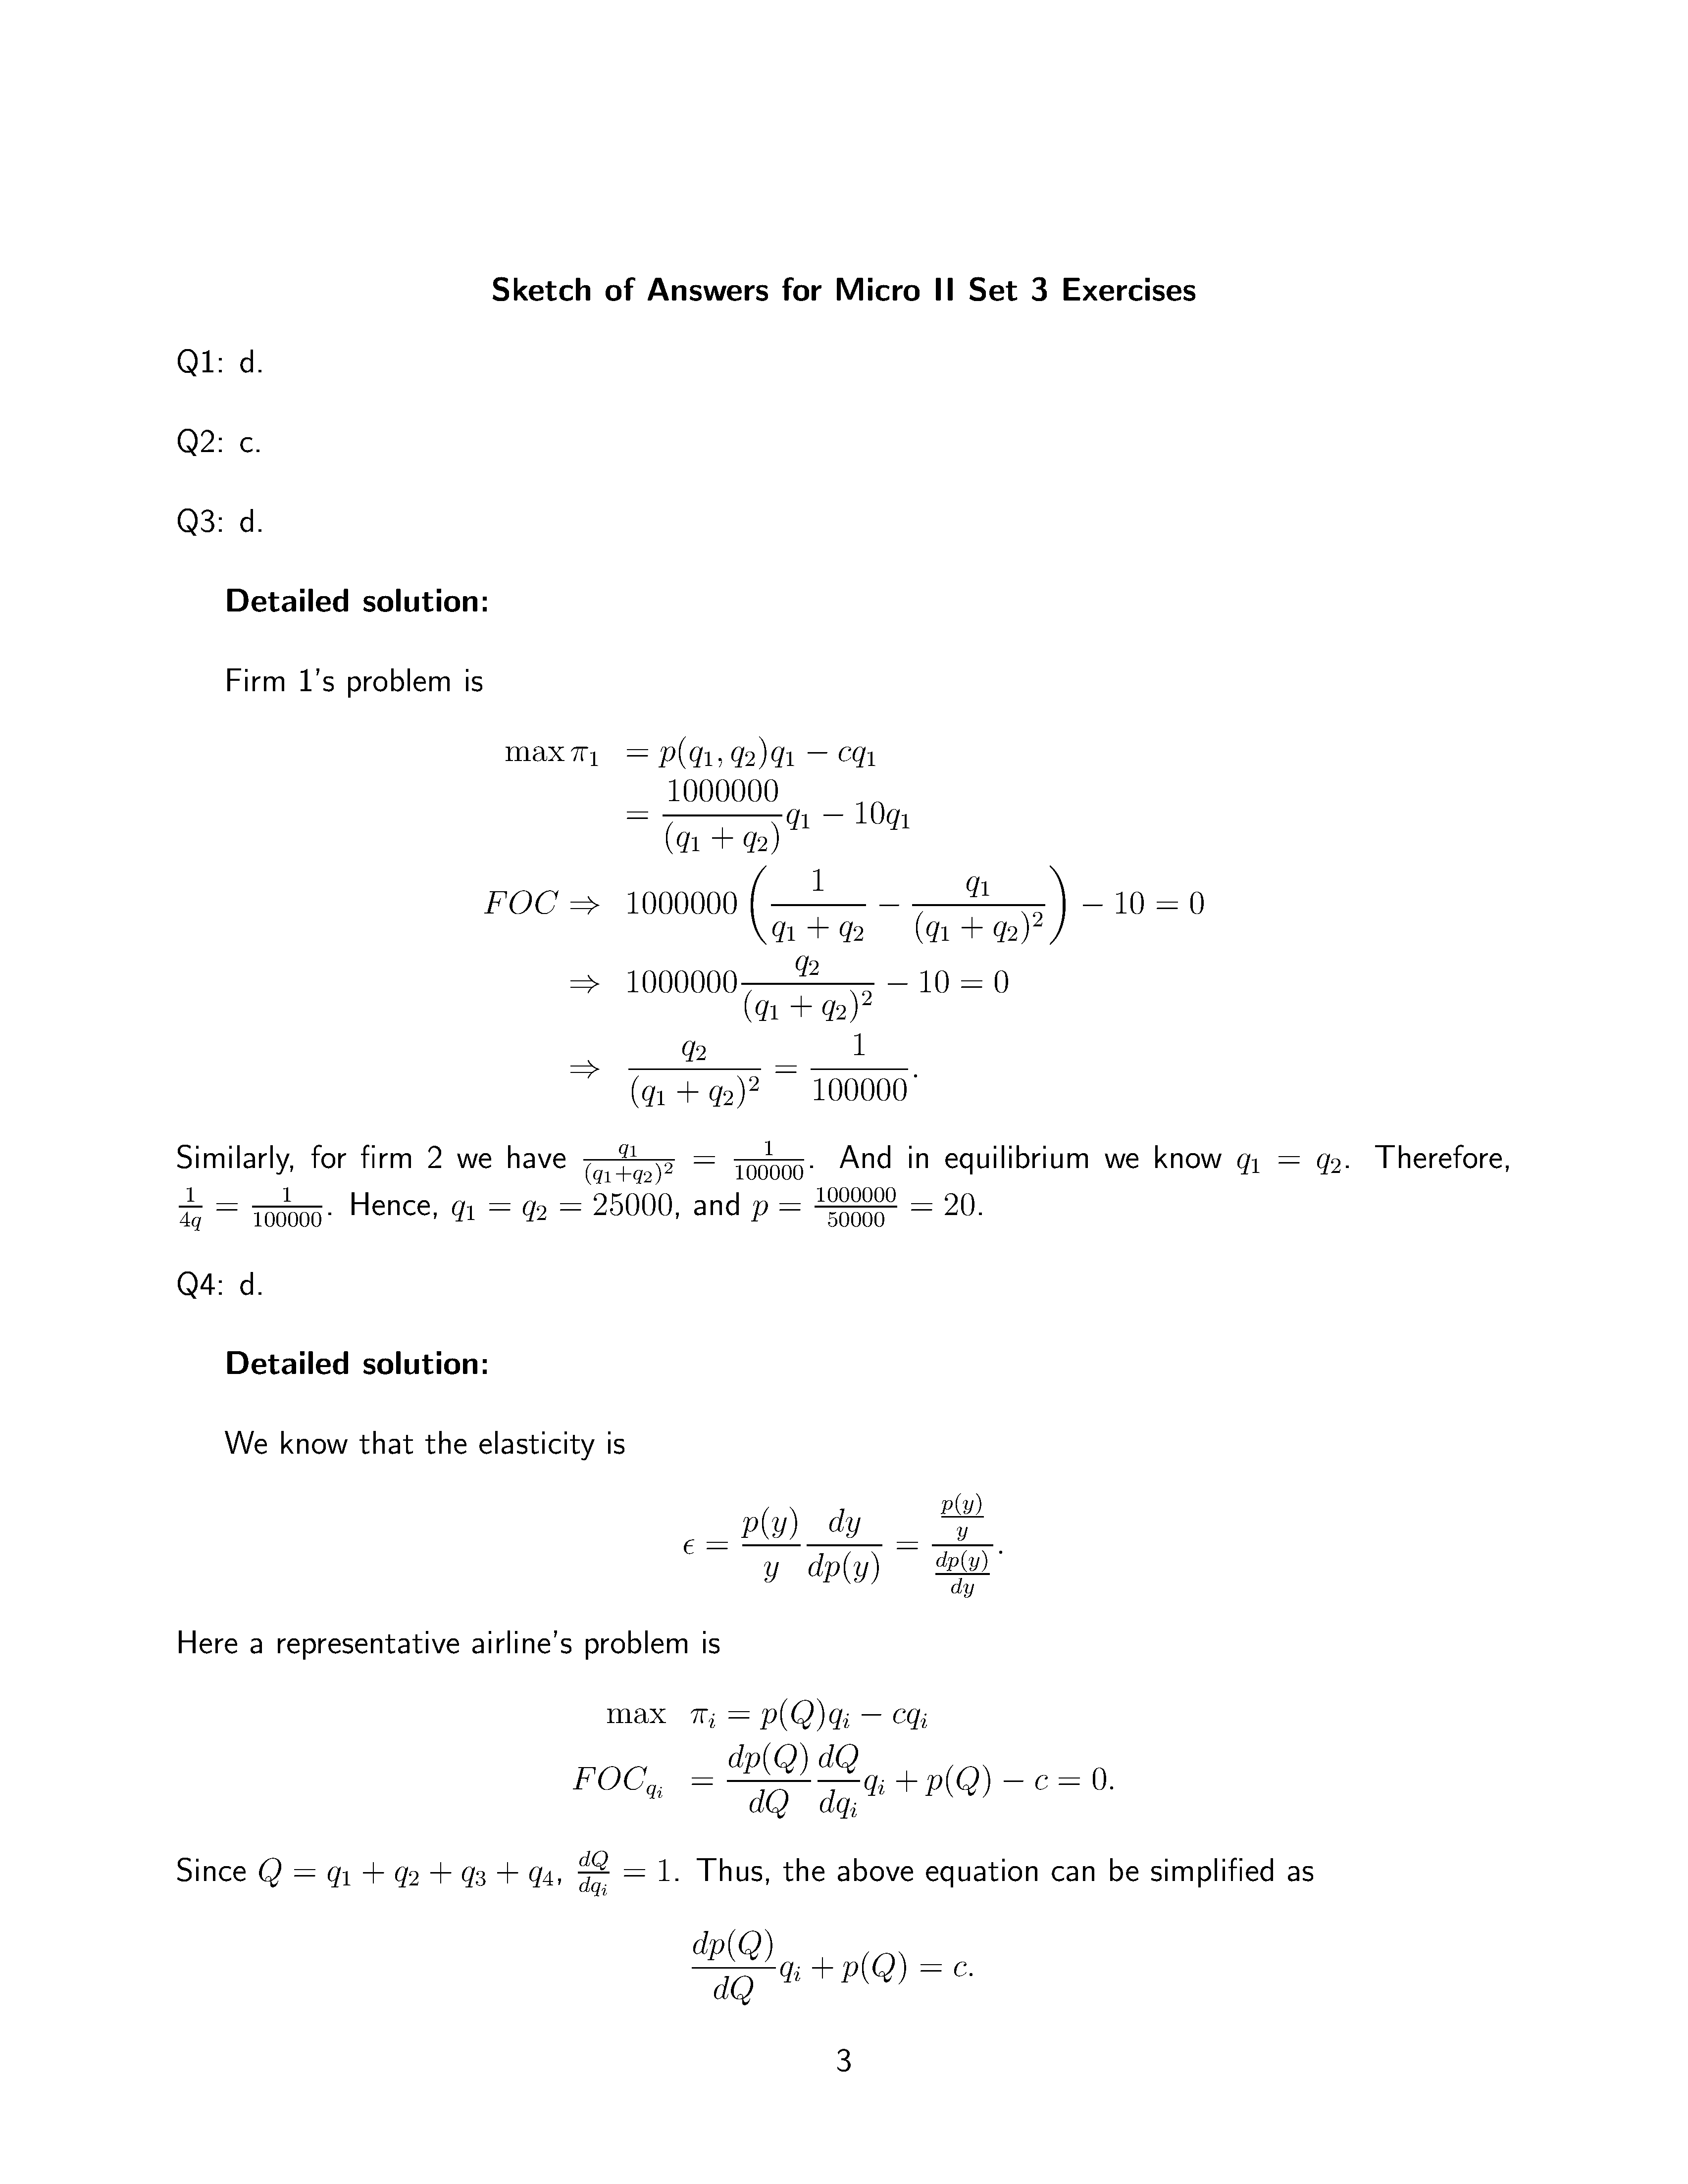 Sketch of Answers for Micro II Set 3 Exercises
Q1: d.
Q2: c.
Q3: d.
Detailed solution:
Firm 1's problem is
$\max \pi_1 = p(q_1, q_2)q_1 - cq_1$
$= \frac{1000000}{(q_1 + q_2)} q_1 - 10q_1$
$FOC \Rightarrow 1000000 \left( \frac{1}{q_1 + q_2} - \frac{q_1}{(q_1 + q_2)^2} \right) - 10 = 0$
$\Rightarrow 1000000 \frac{q_2}{(q_1 + q_2)^2} - 10 = 0$
$\Rightarrow \frac{q_2}{(q_1 + q_2)^2} = \frac{1}{100000}.$
Similarly, for firm 2 we have $\frac{q_1}{(q_1+q_2)^2} = \frac{1}{100000}$. And in equilibrium we know $q_1 = q_2$. Therefore,
$\frac{1}{4q} = \frac{1}{100000}$. Hence, $q_1 = q_2 = 25000$, and $p = \frac{1000000}{50000} = 20$.
Q4: d.
Detailed solution:
We know that the elasticity is
$\epsilon = \frac{p(y)}{y} \frac{dy}{dp(y)} = \frac{\frac{p(y)}{y}}{\frac{dp(y)}{dy}}.$
Here a representative airline's problem is
$\max \pi_i = p(Q)q_i - cq_i$
$FOC_{q_i} = \frac{dp(Q)}{dQ} \frac{dQ}{dq_i} q_i + p(Q) - c = 0.$
Since $Q = q_1 + q_2 + q_3 + q_4$, $\frac{dQ}{dq_i} = 1$. Thus, the above equation can be simplified as
$\frac{dp(Q)}{dQ} q_i + p(Q) = c.$
3